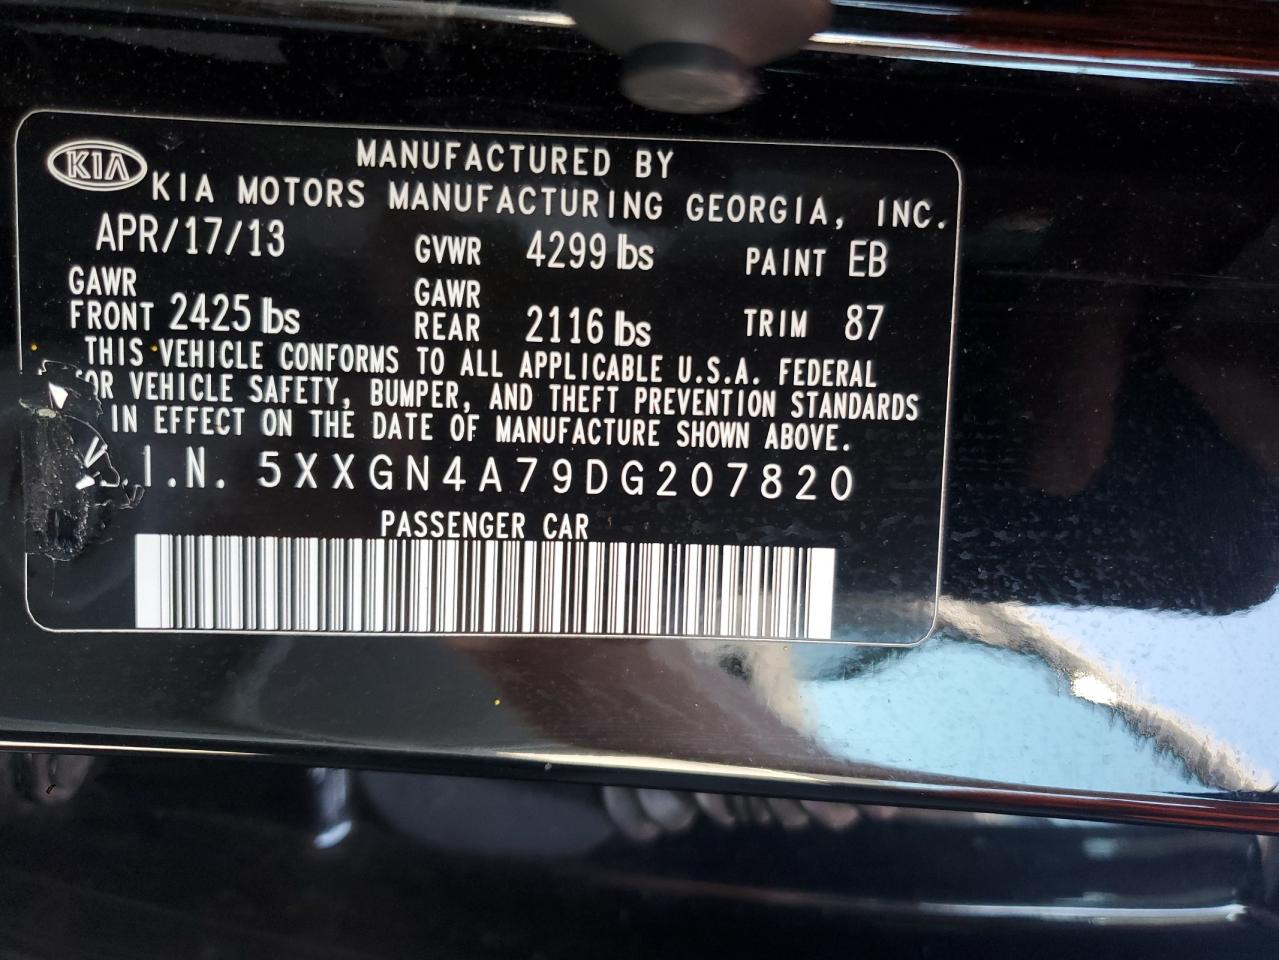 MANUFACTURED BY
KIA KIA MOTORS MANUFACTURING GEORGIA, INC.
APR/17/13 GVWR 4299 lbs PAINT EB
GAWR FRONT 2425 lbs GAWR REAR 2116 lbs TRIM 87
THIS VEHICLE CONFORMS TO ALL APPLICABLE U.S.A. FEDERAL
OR VEHICLE SAFETY, BUMPER, AND THEFT PREVENTION STANDARDS
IN EFFECT ON THE DATE OF MANUFACTURE SHOWN ABOVE.
.I.N. 5XXGN4A79DG207820
PASSENGER CAR